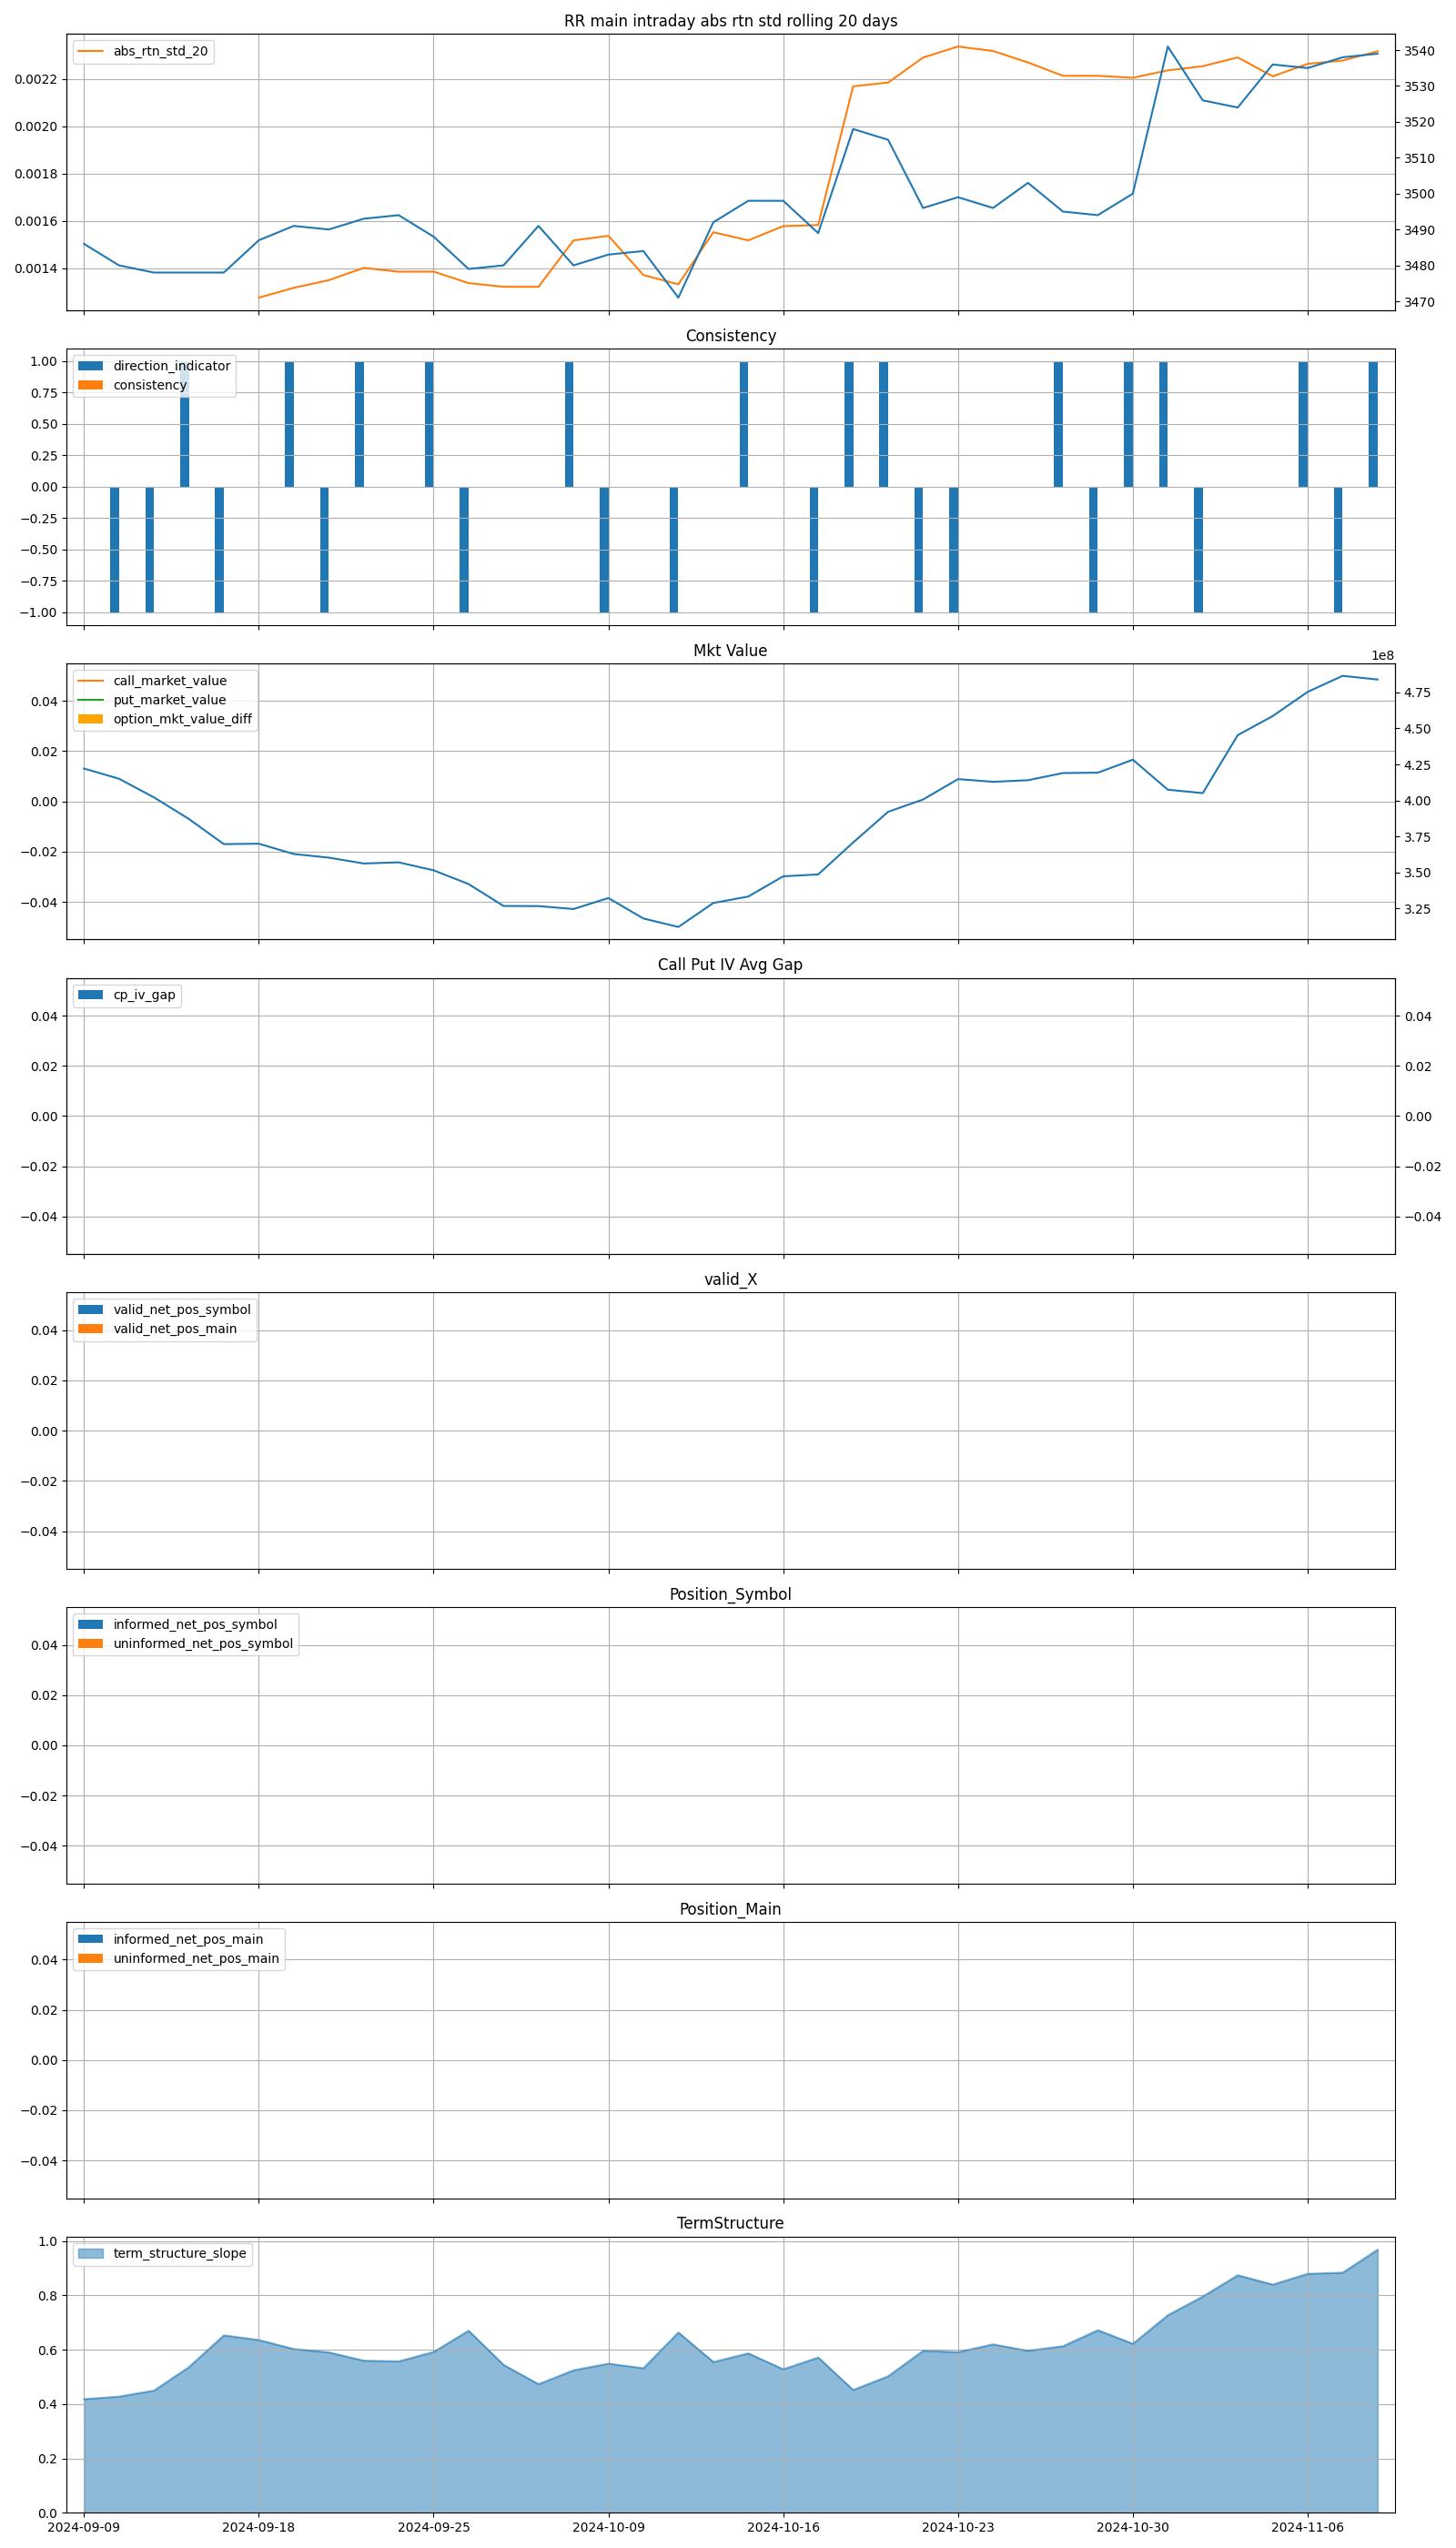 RR main intraday abs rtn std rolling 20 days
abs_rtn_std_20
0.0022
0.0020
0.0018
0.0016
0.0014
3540
3530
3520
3510
3500
3490
3480
3470
Consistency
direction_indicator
consistency
1.00
0.75
0.50
0.25
0.00
−0.25
−0.50
−0.75
−1.00
Mkt Value
1e8
call_market_value
put_market_value
option_mkt_value_diff
0.04
0.02
0.00
−0.02
−0.04
4.75
4.50
4.25
4.00
3.75
3.50
3.25
Call Put IV Avg Gap
cp_iv_gap
0.04
0.02
0.00
−0.02
−0.04
0.04
0.02
0.00
−0.02
−0.04
valid_X
valid_net_pos_symbol
valid_net_pos_main
0.04
0.02
0.00
−0.02
−0.04
Position_Symbol
informed_net_pos_symbol
uninformed_net_pos_symbol
0.04
0.02
0.00
−0.02
−0.04
Position_Main
informed_net_pos_main
uninformed_net_pos_main
0.04
0.02
0.00
−0.02
−0.04
TermStructure
term_structure_slope
1.0
0.8
0.6
0.4
0.2
0.0
2024-09-09 2024-09-18 2024-09-25 2024-10-09 2024-10-16 2024-10-23 2024-10-30 2024-11-06